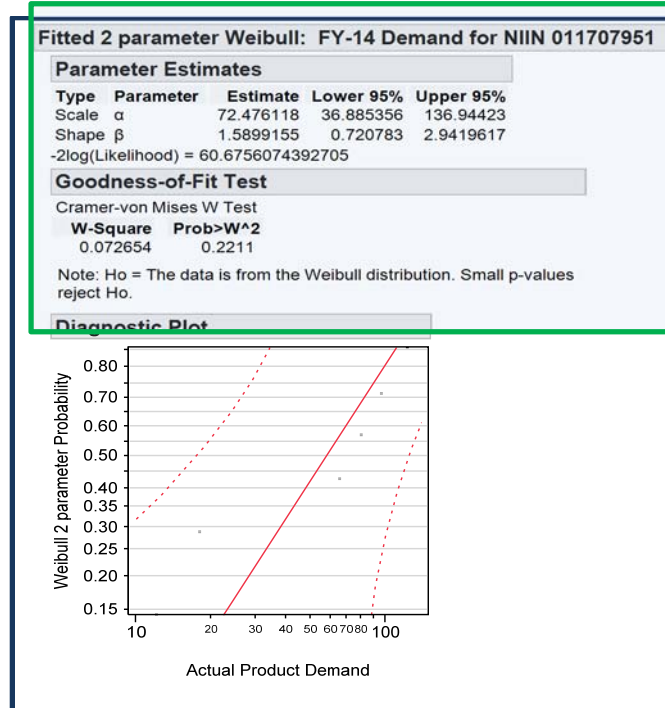 Fitted 2 parameter Weibull: FY-14 Demand for NIIN 011707951
Parameter Estimates
Type Parameter Estimate Lower 95% Upper 95%
Scale α 72.476118 36.885356 136.94423
Shape β 1.5899155 0.720783 2.9419617
-2log(Likelihood) = 60.6756074392705
Goodness-of-Fit Test
Cramer-von Mises W Test
W-Square Prob>W^2
0.072654 0.2211
Note: Ho = The data is from the Weibull distribution. Small p-values
reject Ho.
Diagnostic Plot
Weibull 2 parameter Probability
0.80
0.70
0.60
0.50
0.40
0.35
0.30
0.25
0.20
0.15
10 20 30 40 50 60 70 80 100
Actual Product Demand